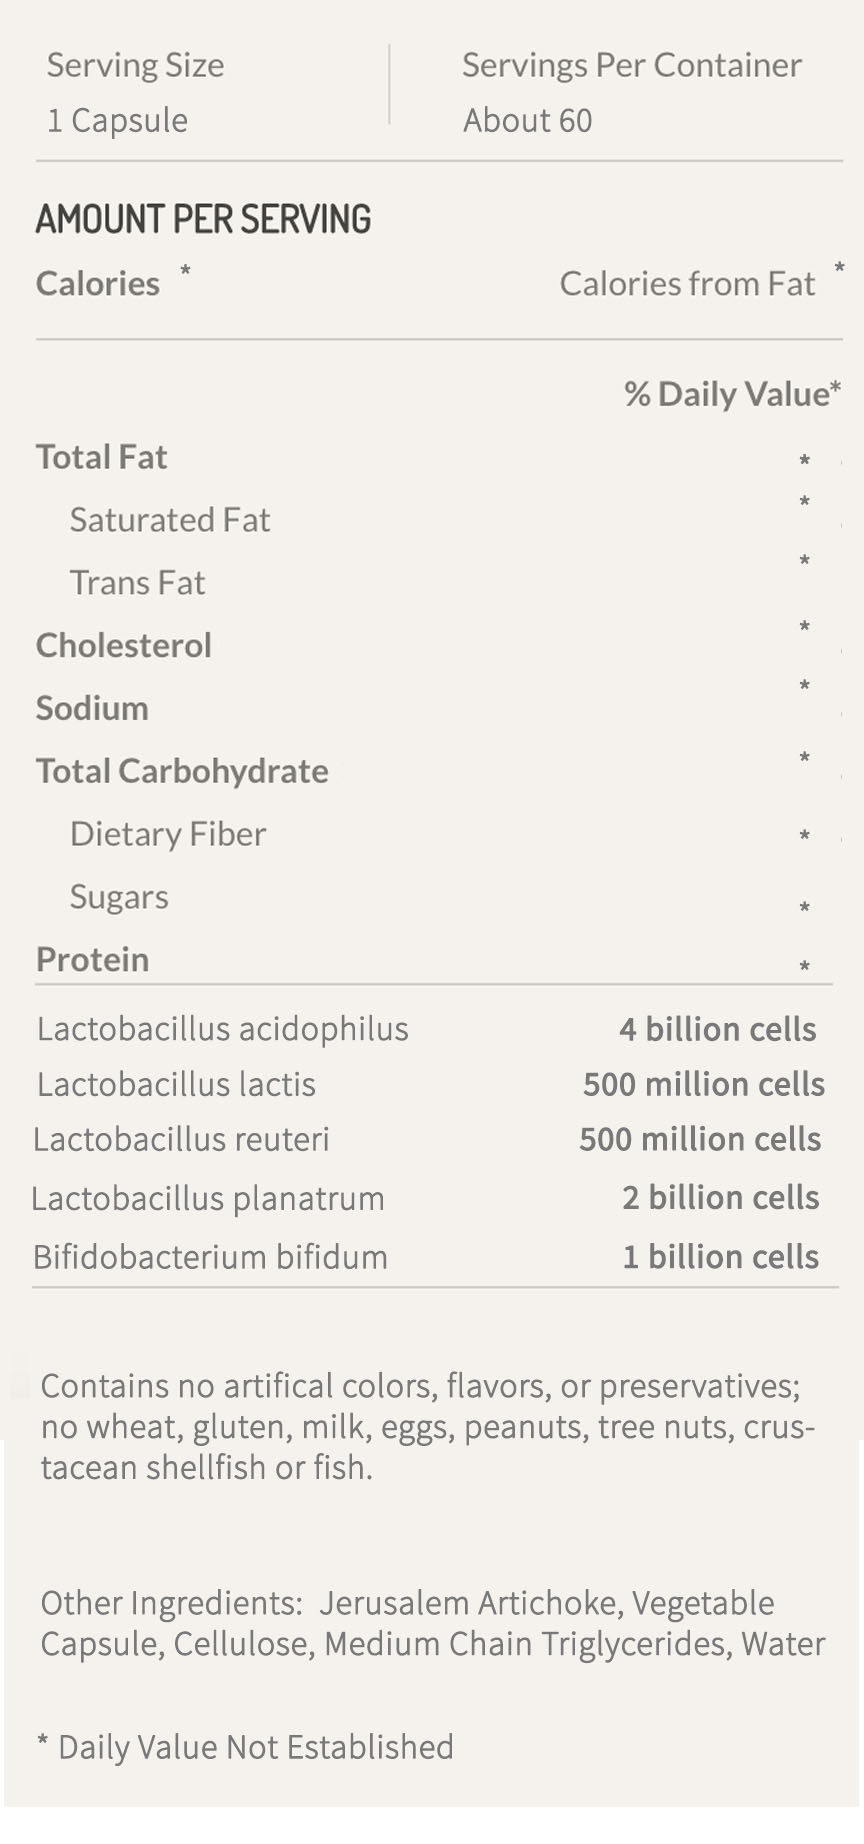 Serving Size Servings Per Container
1 Capsule About 60
AMOUNT PER SERVING
Calories * Calories from Fat *
% Daily Value*
Total Fat *
Saturated Fat *
Trans Fat *
Cholesterol *
Sodium *
Total Carbohydrate *
Dietary Fiber *
Sugars *
Protein *
Lactobacillus acidophilus 4 billion cells
Lactobacillus lactis 500 million cells
Lactobacillus reuteri 500 million cells
Lactobacillus planatrum 2 billion cells
Bifidobacterium bifidum 1 billion cells
Contains no artifical colors, flavors, or preservatives;
no wheat, gluten, milk, eggs, peanuts, tree nuts, crus-
tacean shellfish or fish.
Other Ingredients: Jerusalem Artichoke, Vegetable
Capsule, Cellulose, Medium Chain Triglycerides, Water
* Daily Value Not Established